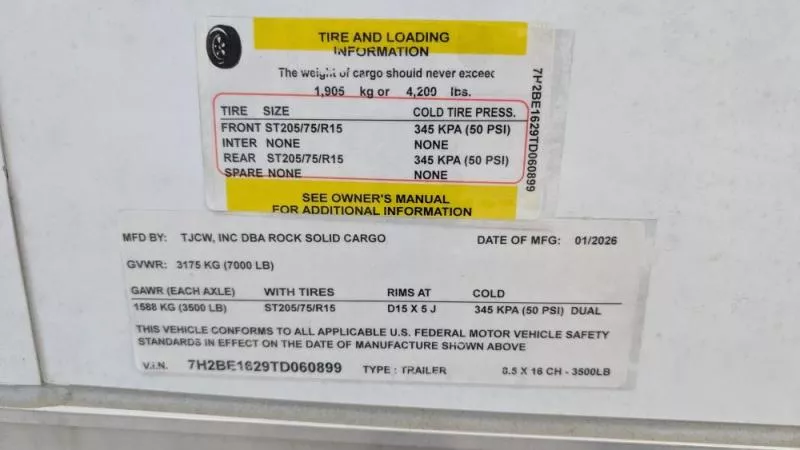 TIRE AND LOADING
INFORMATION
The weight of cargo should never exceed
1,905 kg or 4,200 lbs.
TIRE SIZE COLD TIRE PRESS.
FRONT ST205/75/R15 345 KPA (50 PSI)
INTER NONE NONE
REAR ST205/75/R15 345 KPA (50 PSI)
SPARE NONE NONE
SEE OWNER'S MANUAL
FOR ADDITIONAL INFORMATION
7H2BE1629TD060899
MFD BY: TJCW, INC DBA ROCK SOLID CARGO DATE OF MFG: 01/2026
GVWR: 3175 KG (7000 LB)
GAWR (EACH AXLE) WITH TIRES RIMS AT COLD
1588 KG (3500 LB) ST205/75/R15 D15 X 5 J 345 KPA (50 PSI) DUAL
THIS VEHICLE CONFORMS TO ALL APPLICABLE U.S. FEDERAL MOTOR VEHICLE SAFETY
STANDARDS IN EFFECT ON THE DATE OF MANUFACTURE SHOWN ABOVE
V.I.N. 7H2BE1629TD060899 TYPE : TRAILER 8.5 X 16 CH - 3500LB